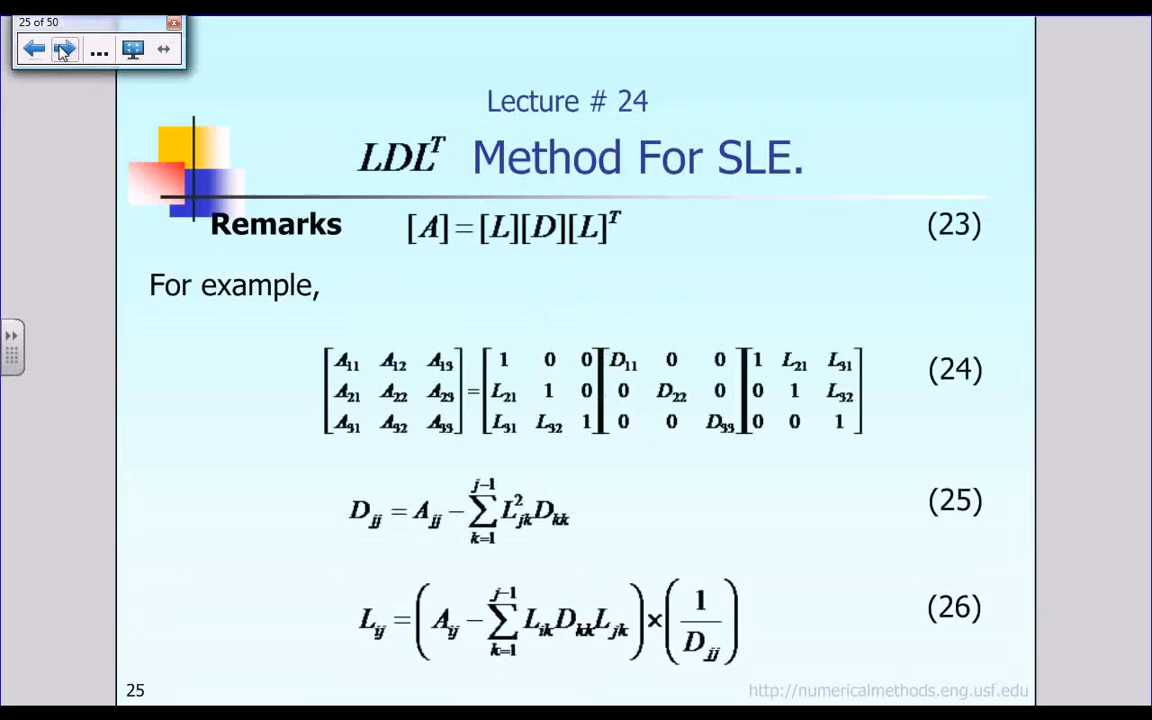 25 of 50
Lecture # 24
LDL^T Method For SLE.
Remarks [A] = [L][D][L]^T (23)
For example,
[A11 A12 A13; A21 A22 A23; A31 A32 A33] = [1 0 0; L21 1 0; L31 L32 1][D11 0 0; 0 D22 0; 0 0 D33][1 L21 L31; 0 1 L32; 0 0 1] (24)
D_jj = A_jj − ∑_{k=1}^{j−1} L_jk^2 D_kk (25)
L_ij = (A_ij − ∑_{k=1}^{j−1} L_ik D_kk L_jk) × (1/D_jj) (26)
25 http://numericalmethods.eng.usf.edu